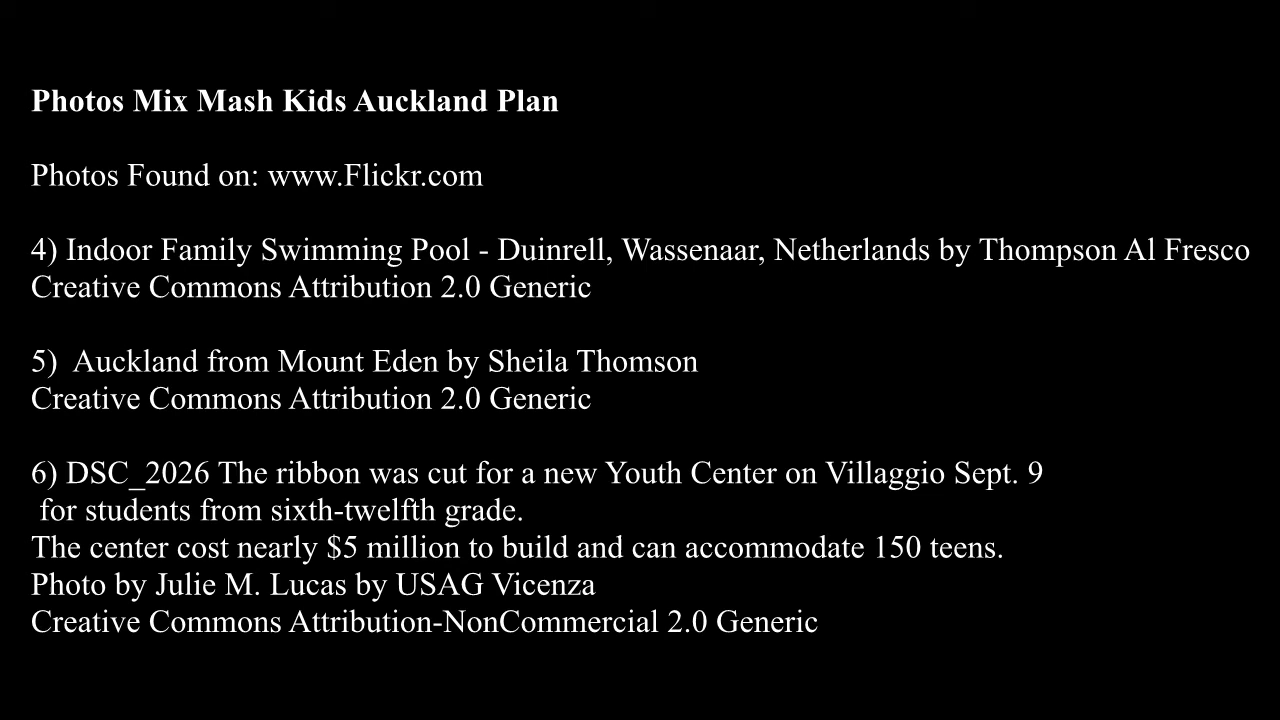 Photos Mix Mash Kids Auckland Plan
Photos Found on: www.Flickr.com
4) Indoor Family Swimming Pool - Duinrell, Wassenaar, Netherlands by Thompson Al Fresco
Creative Commons Attribution 2.0 Generic
5)  Auckland from Mount Eden by Sheila Thomson
Creative Commons Attribution 2.0 Generic
6) DSC_2026 The ribbon was cut for a new Youth Center on Villaggio Sept. 9
for students from sixth-twelfth grade.
The center cost nearly $5 million to build and can accommodate 150 teens.
Photo by Julie M. Lucas by USAG Vicenza
Creative Commons Attribution-NonCommercial 2.0 Generic